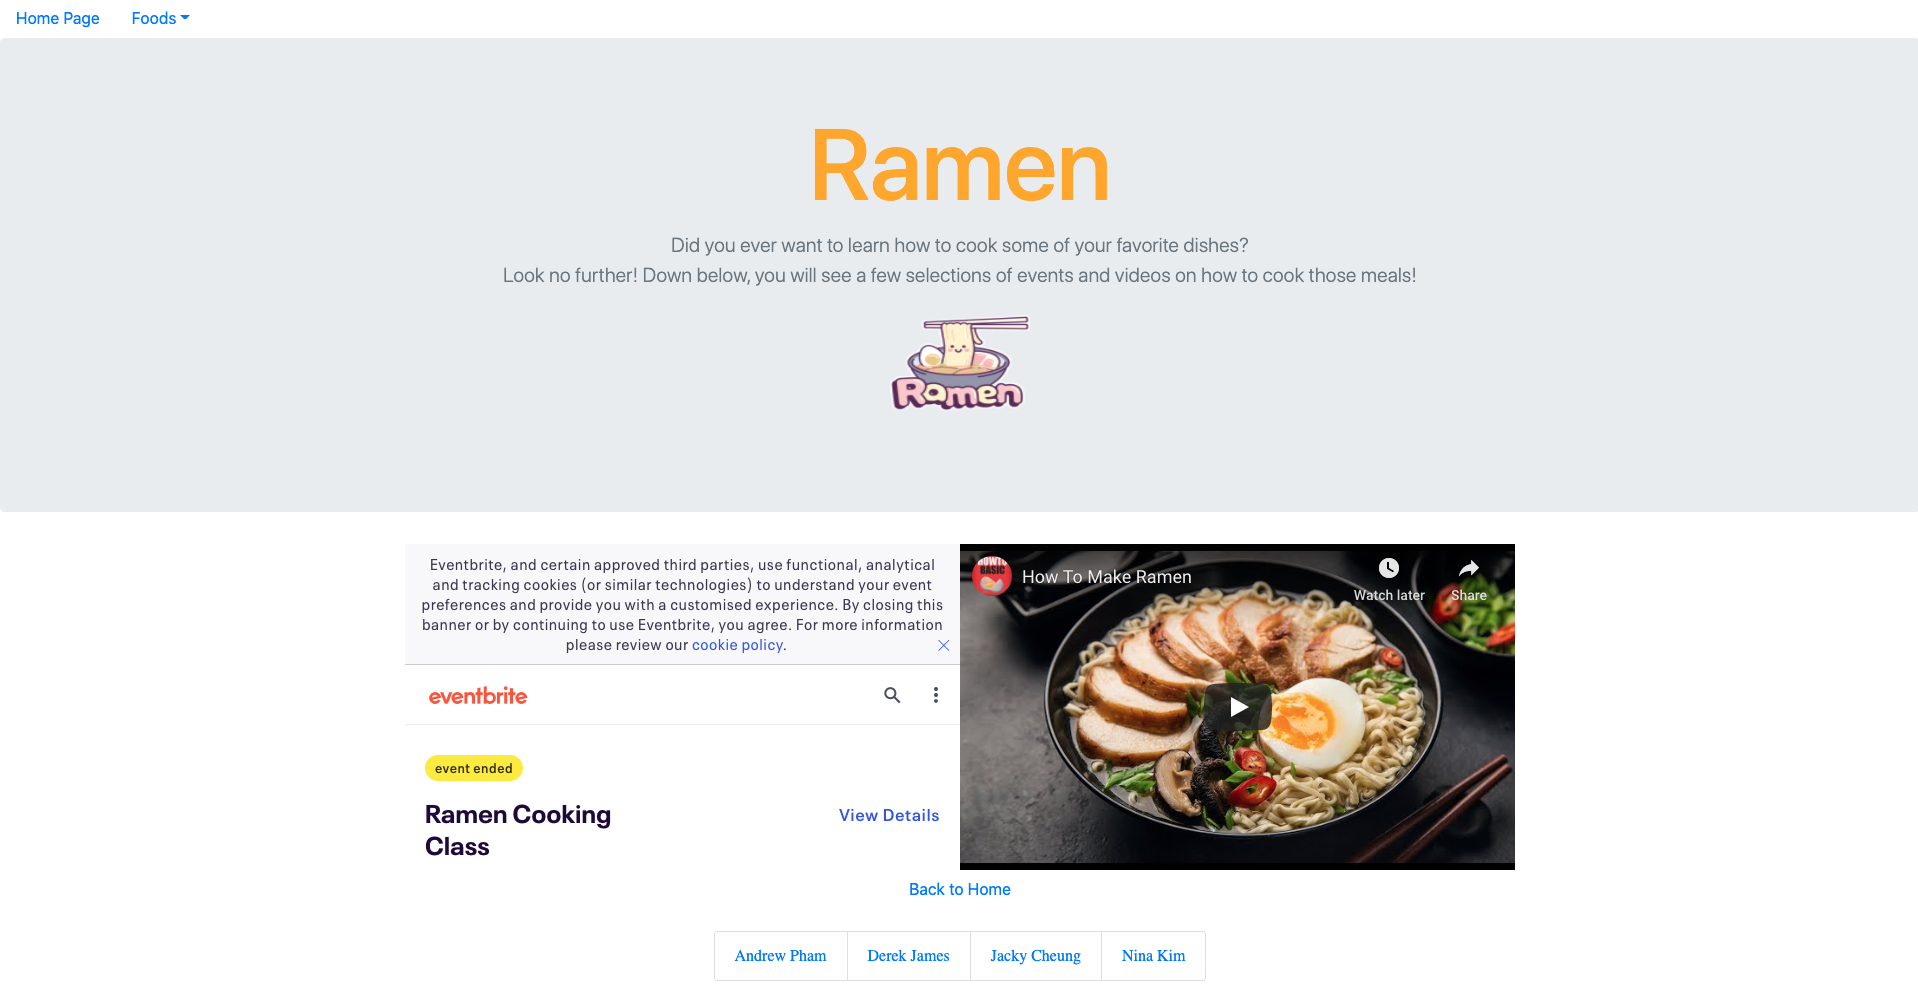 Home Page Foods
Ramen
Did you ever want to learn how to cook some of your favorite dishes?
Look no further! Down below, you will see a few selections of events and videos on how to cook those meals!
Ramen
Eventbrite, and certain approved third parties, use functional, analytical
and tracking cookies (or similar technologies) to understand your event
preferences and provide you with a customised experience. By closing this
banner or by continuing to use Eventbrite, you agree. For more information
please review our cookie policy.
eventbrite
event ended
Ramen Cooking
Class
View Details
HOWTO
BASIC
How To Make Ramen
Watch later
Share
Back to Home
Andrew Pham Derek James Jacky Cheung Nina Kim